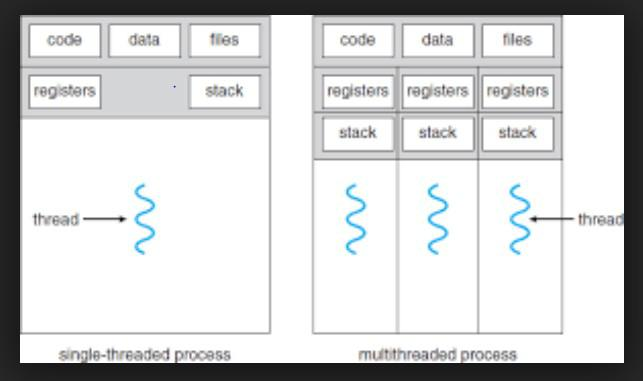 code data files code data files
registers stack registers registers registers
stack stack stack
thread thread
single-threaded process multithreaded process